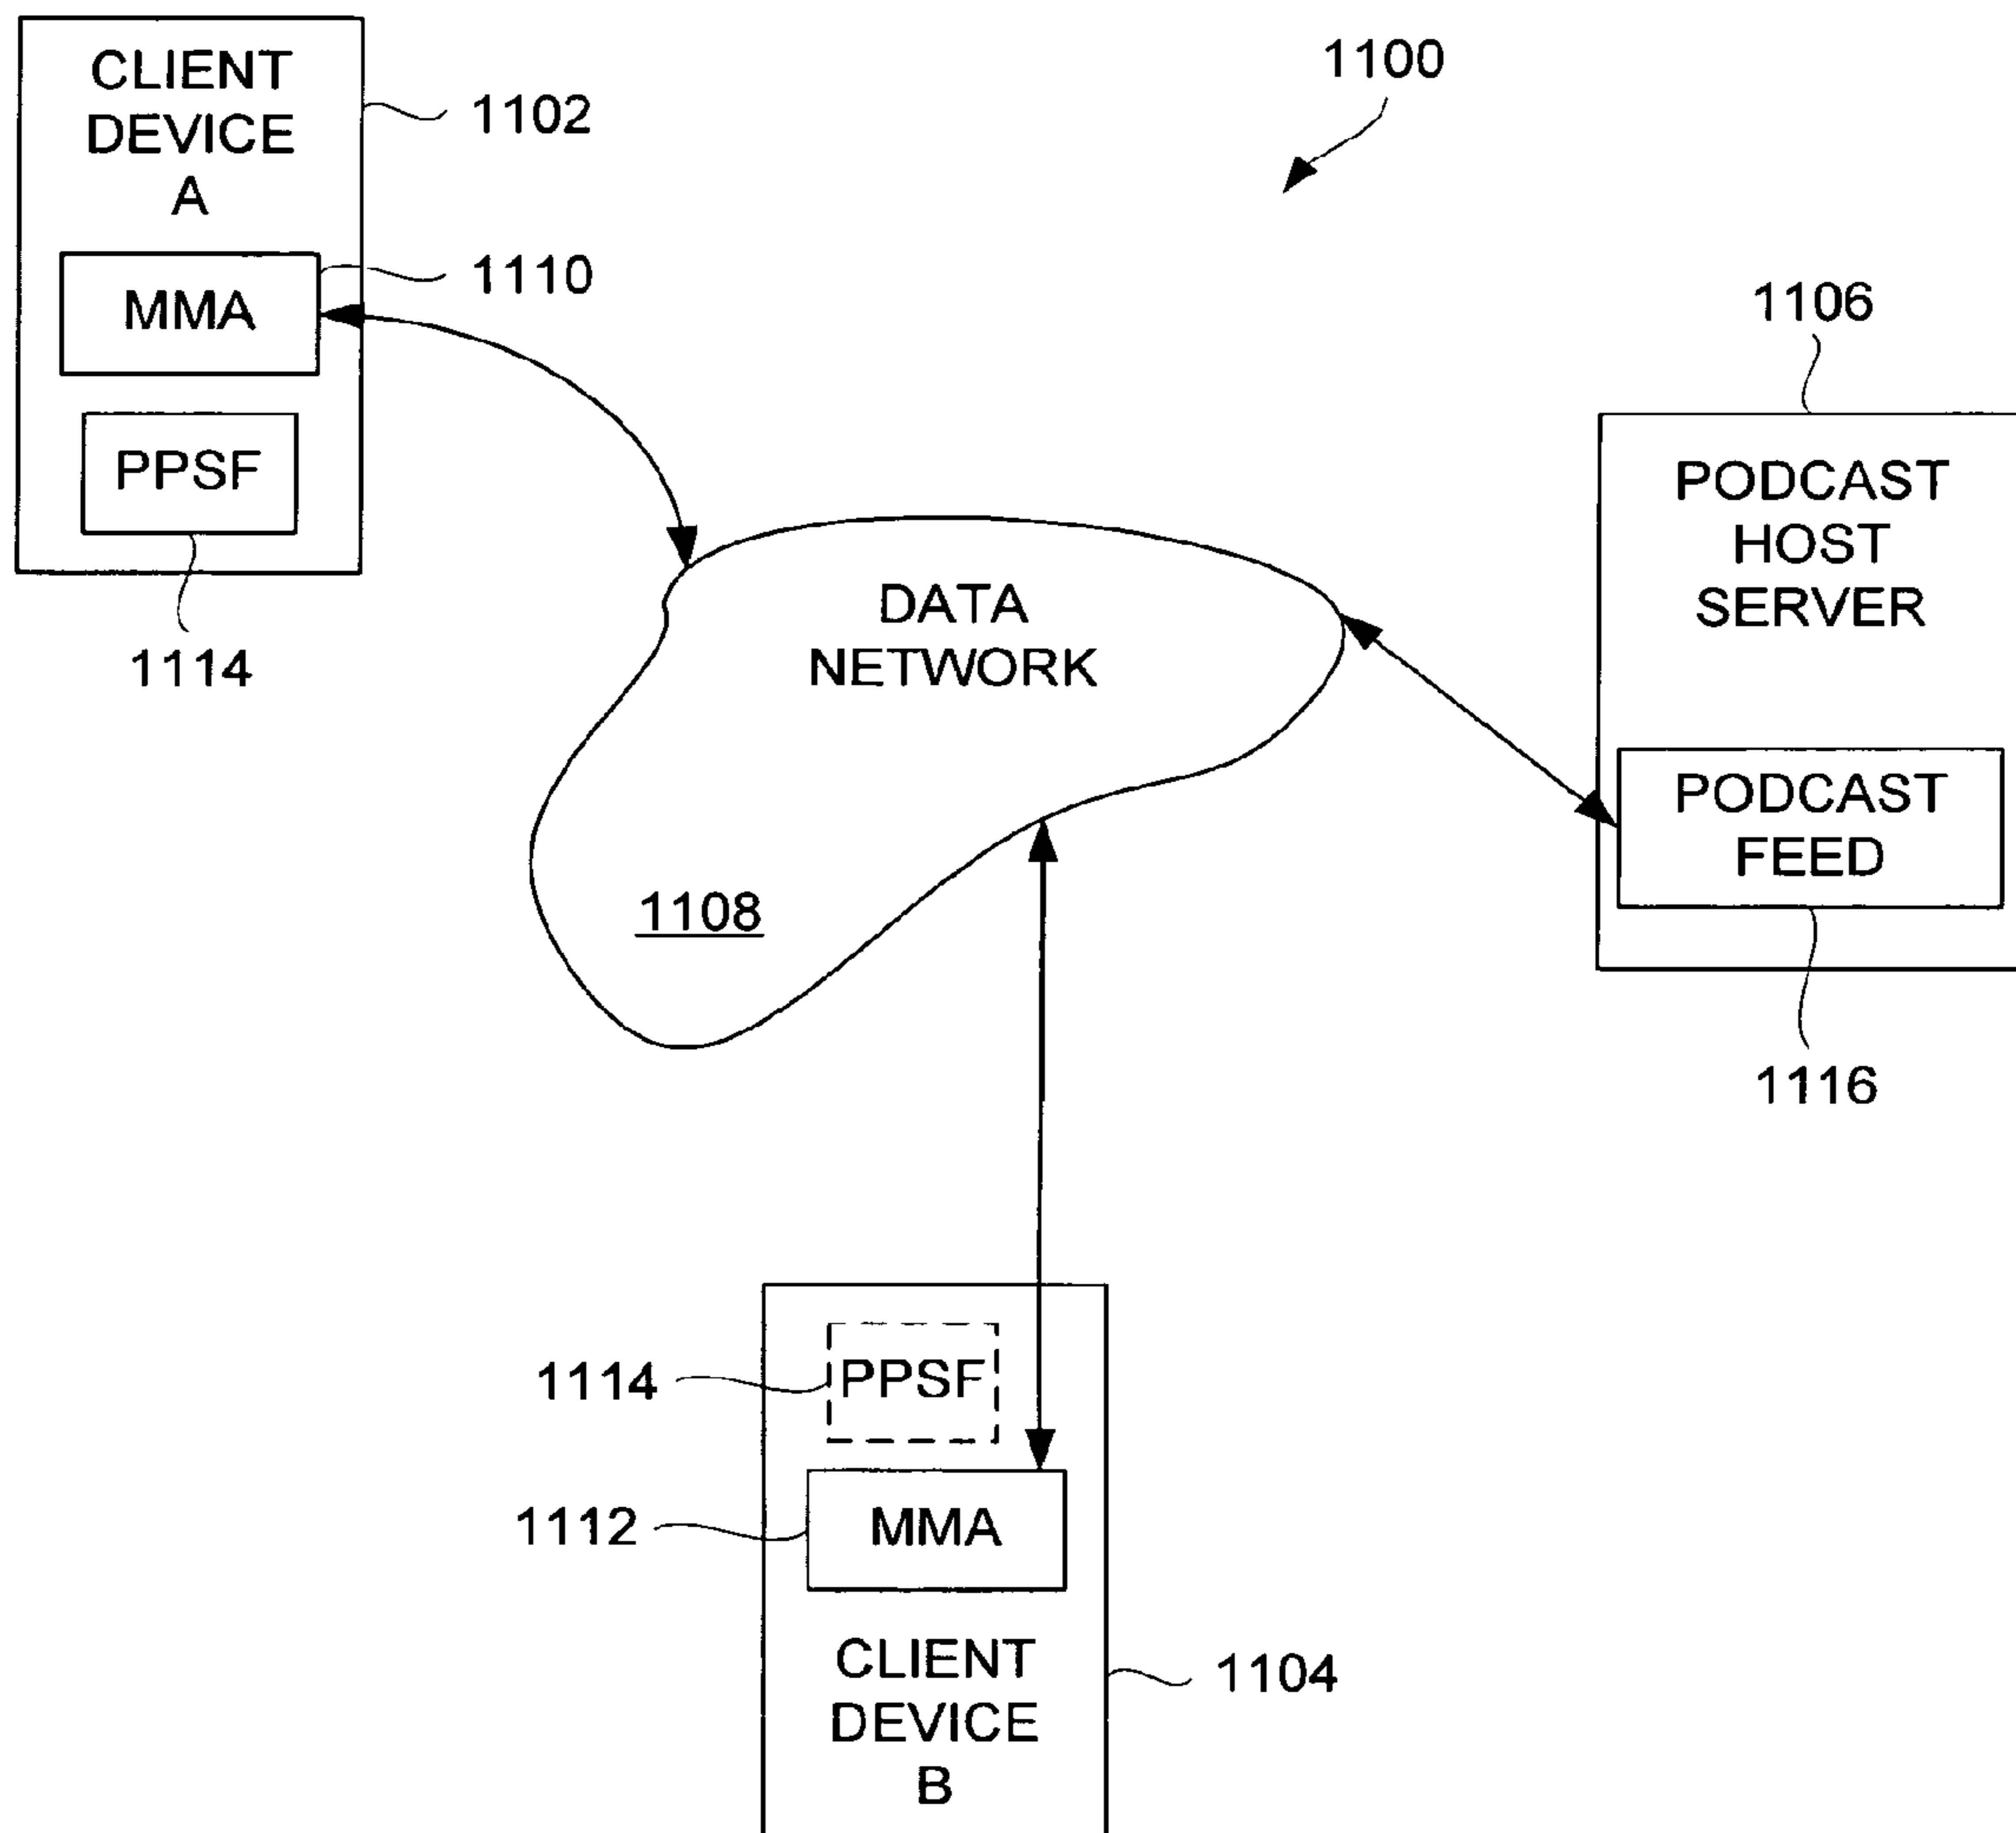 CLIENT
DEVICE
A
1102
1100
MMA
1110
PPSF
1114
1106
PODCAST
HOST
SERVER
DATA
NETWORK
PODCAST
FEED
1108
1116
1114
PPSF
1112
MMA
CLIENT
DEVICE
B
1104